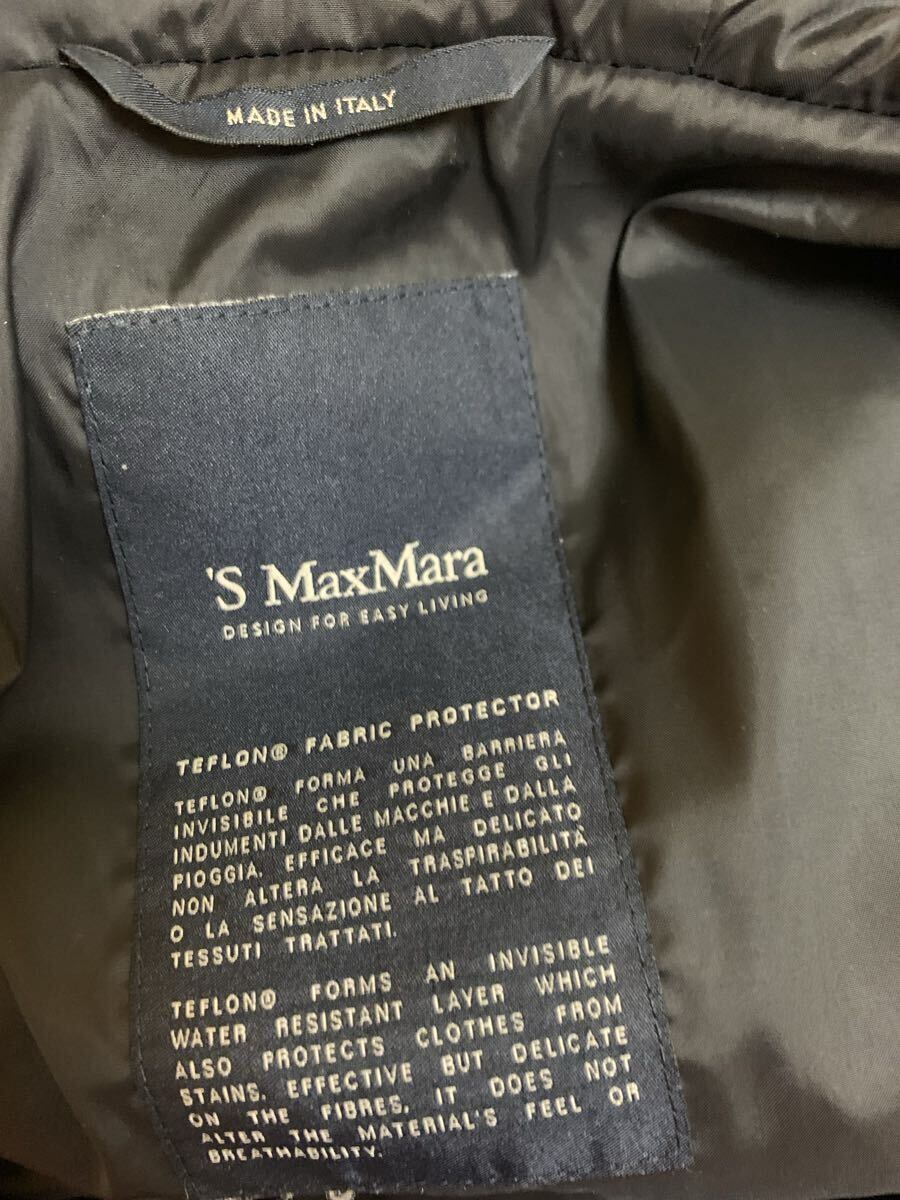 MADE IN ITALY
'S MaxMara
DESIGN FOR EASY LIVING
TEFLON® FABRIC PROTECTOR
TEFLON® FORMA UNA BARRIERA
INVISIBILE CHE PROTEGGE GLI
INDUMENTI DALLE MACCHIE E DALLA
PIOGGIA. EFFICACE MA DELICATO
NON ALTERA LA TRASPIRABILITÀ
O LA SENSAZIONE AL TATTO DEI
TESSUTI TRATTATI.
TEFLON® FORMS AN INVISIBLE
WATER RESISTANT LAYER WHICH
ALSO PROTECTS CLOTHES FROM
STAINS. EFFECTIVE BUT DELICATE
ON THE FIBRES, IT DOES NOT
ALTER THE MATERIAL'S FEEL OR
BREATHABILITY.